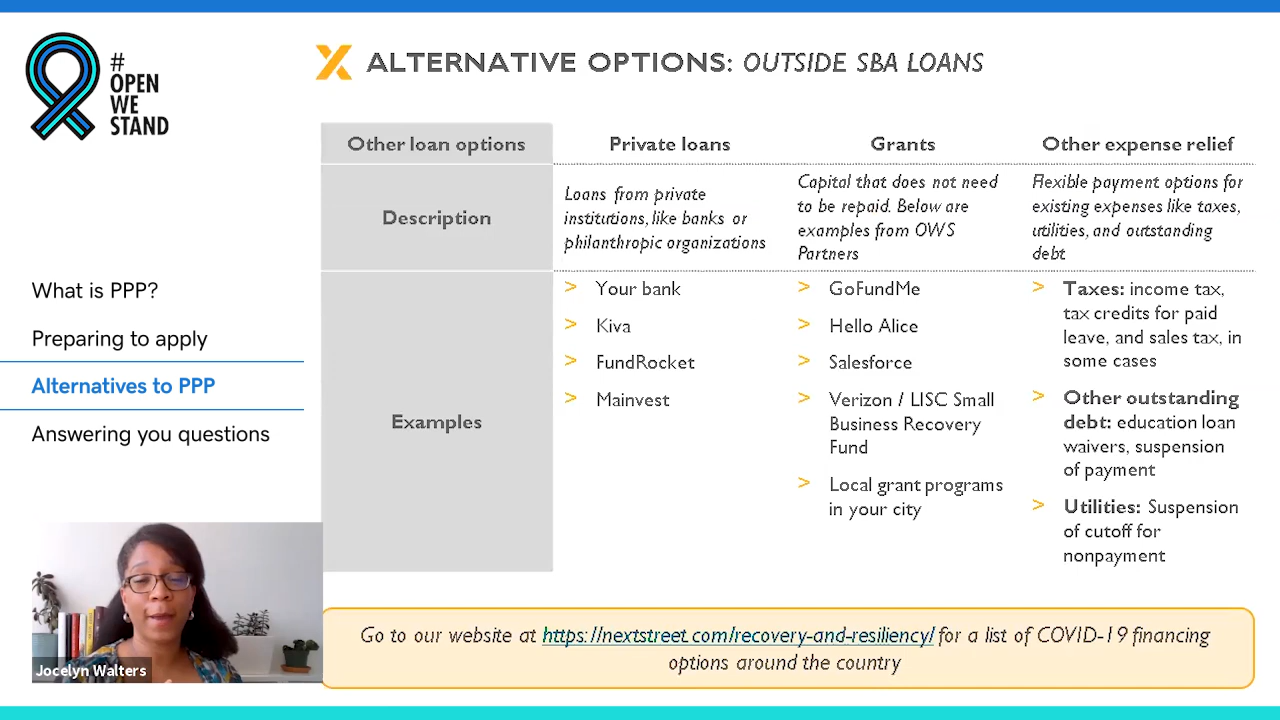 #
OPEN
WE
STAND
ALTERNATIVE OPTIONS: OUTSIDE SBA LOANS
What is PPP?
Preparing to apply
Alternatives to PPP
Answering you questions
Other loan options
Private loans
Grants
Other expense relief
Description
Loans from private
institutions, like banks or
philanthropic organizations
Capital that does not need
to be repaid. Below are
examples from OWS
Partners
Flexible payment options for
existing expenses like taxes,
utilities, and outstanding
debt
Examples
> Your bank
> Kiva
> FundRocket
> Mainvest
> GoFundMe
> Hello Alice
> Salesforce
> Verizon / LISC Small
Business Recovery
Fund
> Local grant programs
in your city
> Taxes: income tax,
tax credits for paid
leave, and sales tax, in
some cases
> Other outstanding
debt: education loan
waivers, suspension
of payment
> Utilities: Suspension
of cutoff for
nonpayment
Go to our website at https://nextstreet.com/recovery-and-resiliency/ for a list of COVID-19 financing
options around the country
Jocelyn Walters